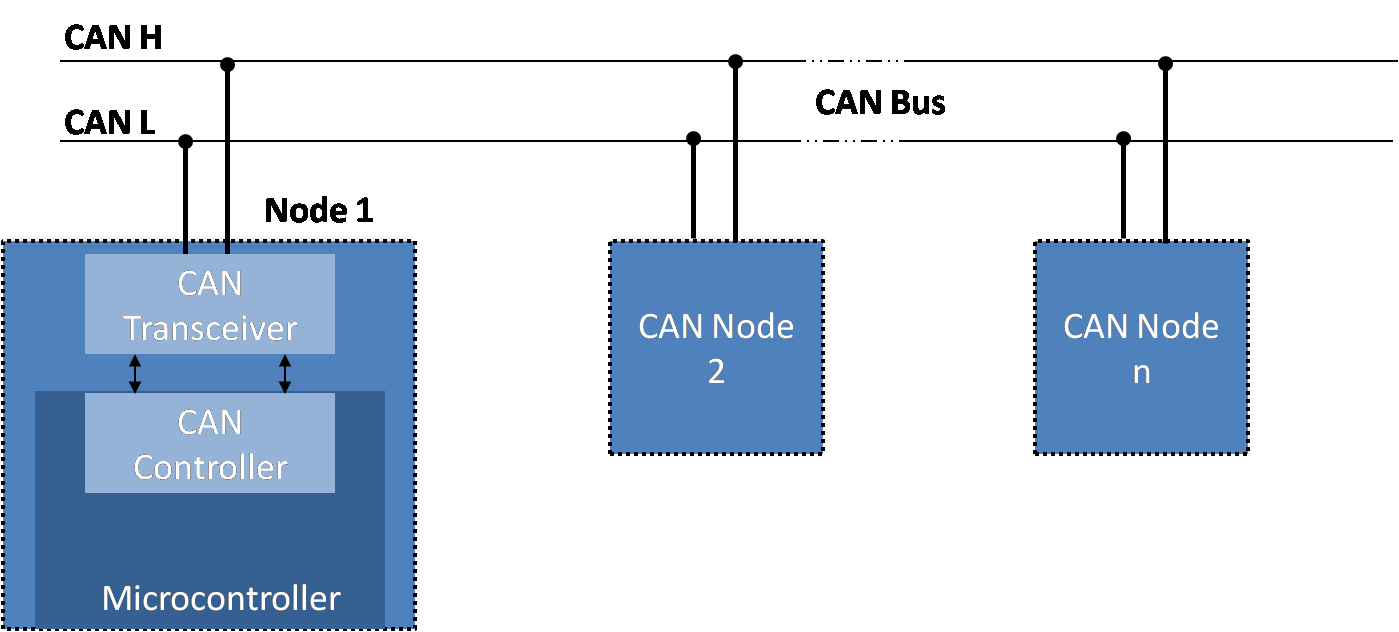 CAN H
CAN L
CAN Bus
Node 1
CAN
Transceiver
CAN
Controller
Microcontroller
CAN Node
2
CAN Node
n